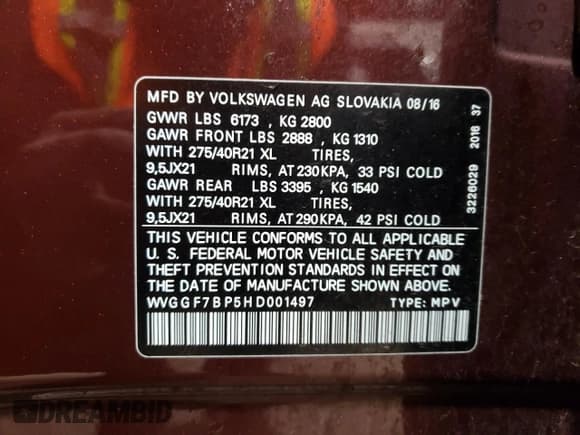 MFD BY VOLKSWAGEN AG SLOVAKIA 08/16
GVWR LBS 6173 , KG 2800
GAWR FRONT LBS 2888 , KG 1310
WITH 275/40R21 XL TIRES,
9,5JX21 RIMS, AT 230KPA, 33 PSI COLD
GAWR REAR LBS 3395, KG 1540
WITH 275/40R21 XL TIRES,
9,5JX21 RIMS, AT 290KPA, 42 PSI COLD
THIS VEHICLE CONFORMS TO ALL APPLICABLE
U. S. FEDERAL MOTOR VEHICLE SAFETY AND
THEFT PREVENTION STANDARDS IN EFFECT ON
THE DATE OF MANUFACTURE SHOWN ABOVE.
WVGGF7BP5HD001497 TYPE: MPV
3226029 2016 37
DREAMBID